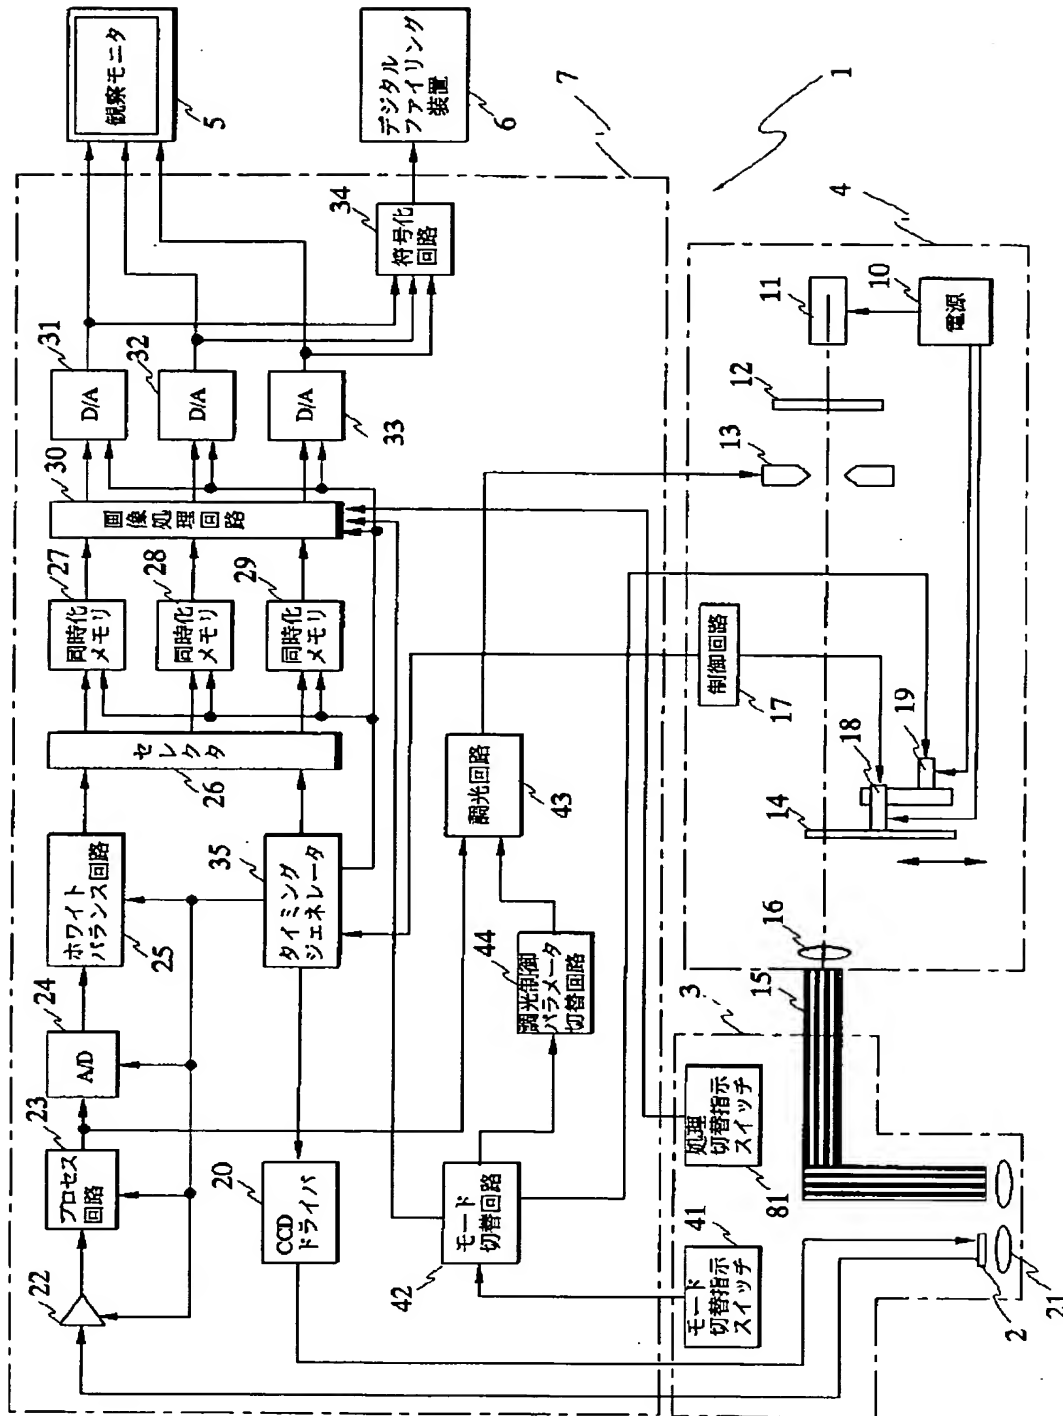 観察モニタ
5
デジタル
ファイリング
装置
6
7
1
34
符号化
回路
31
D/A
32
D/A
D/A
33
30
画像処理回路
27
同時化
メモリ
28
同時化
メモリ
29
同時化
メモリ
セレクタ
26
ホワイト
バランス回路
25
35
タイミング
ジェネレータ
24
A/D
23
プロセス
回路
22
20
CCD
ドライバ
調光回路
43
44
調光制御
パラメータ
切替回路
モード
切替回路
42
4
11
10
電源
12
13
制御回路
17
18
19
14
16
15
3
処理
切替指示
スイッチ
81
41
モード
切替指示
スイッチ
2
21